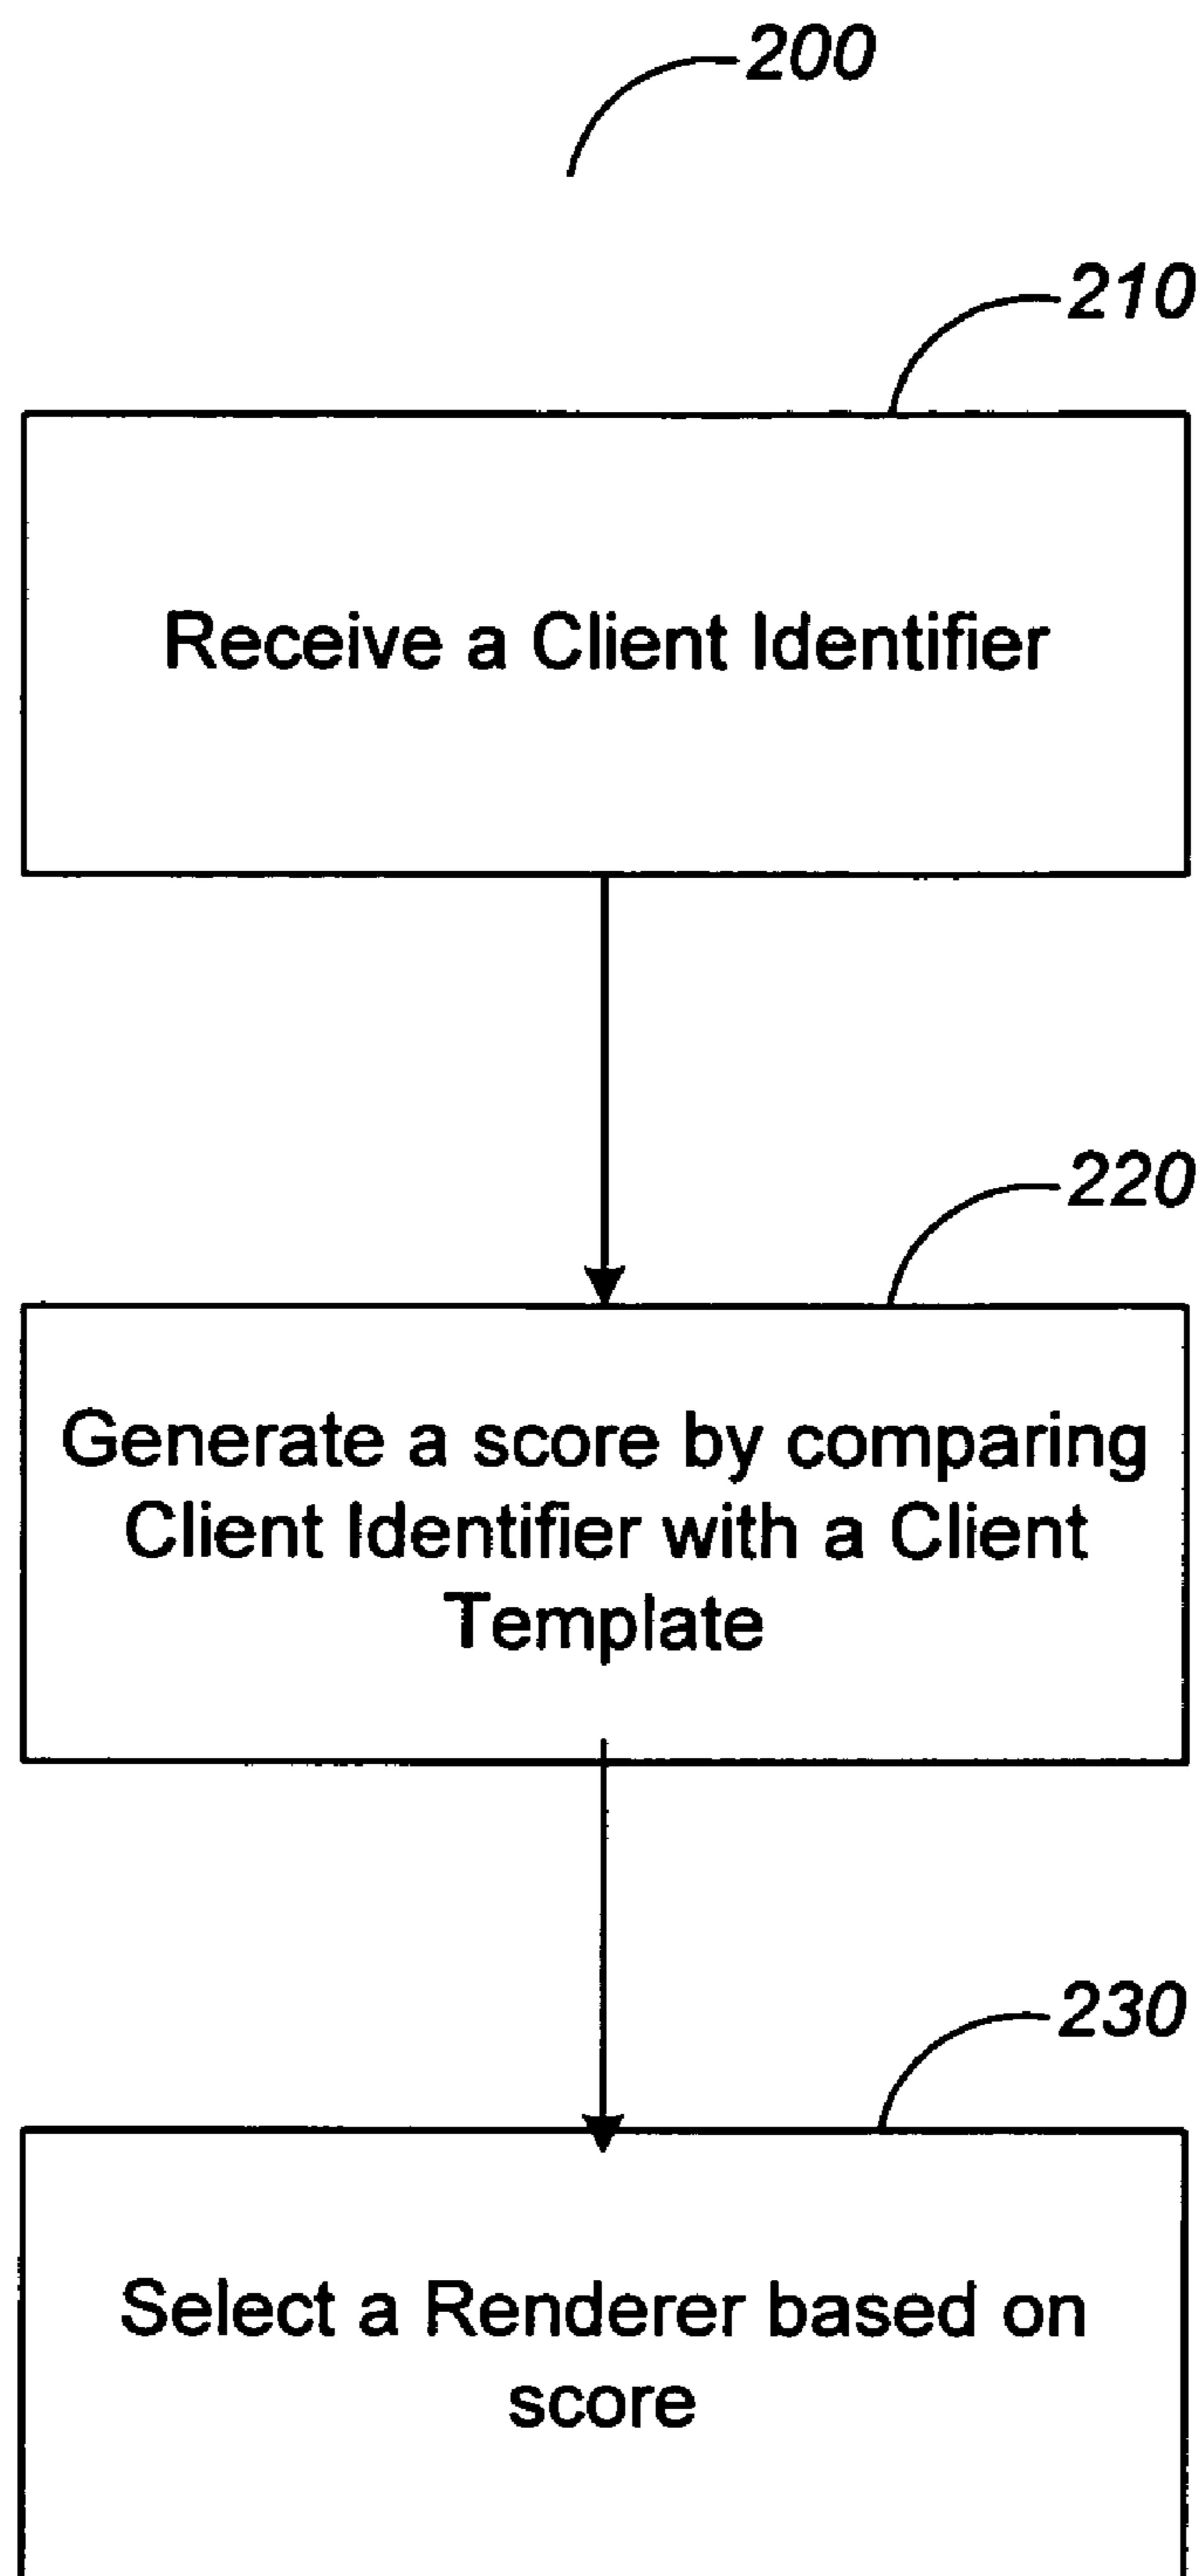 200
210
Receive a Client Identifier
220
Generate a score by comparing
Client Identifier with a Client
Template
230
Select a Renderer based on
score